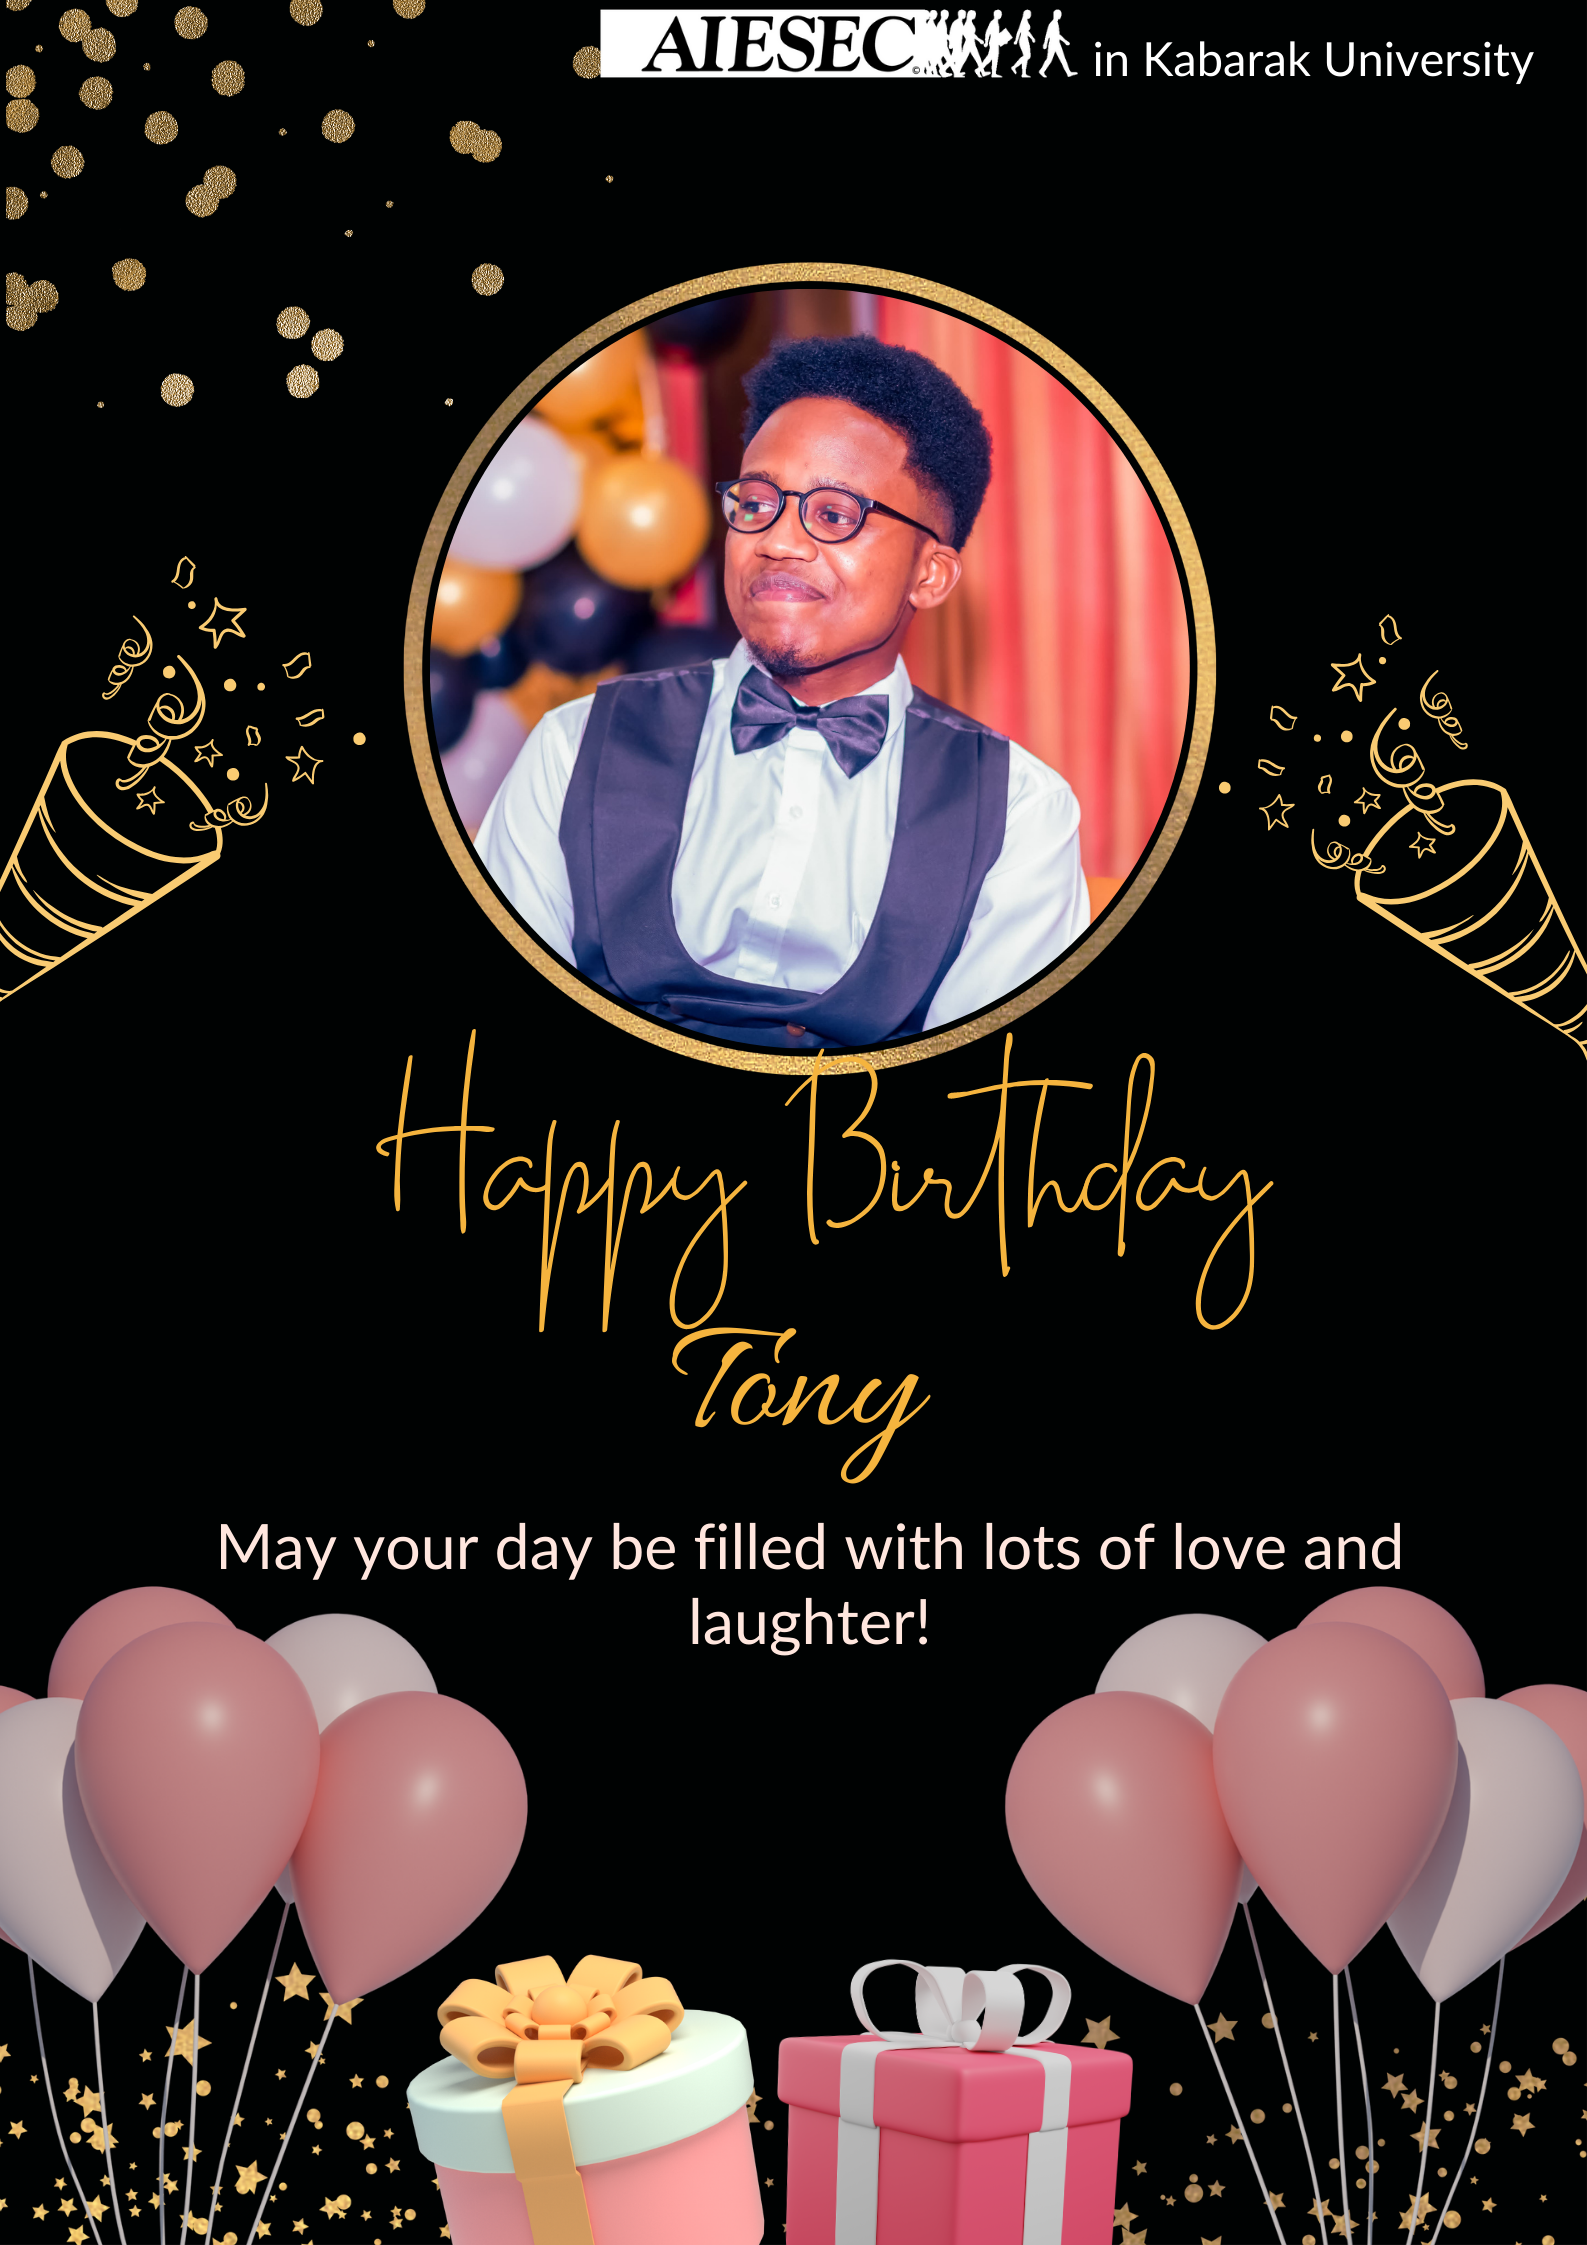 AIESEC in Kabarak University
Happy Birthday
Tony
May your day be filled with lots of love and
laughter!